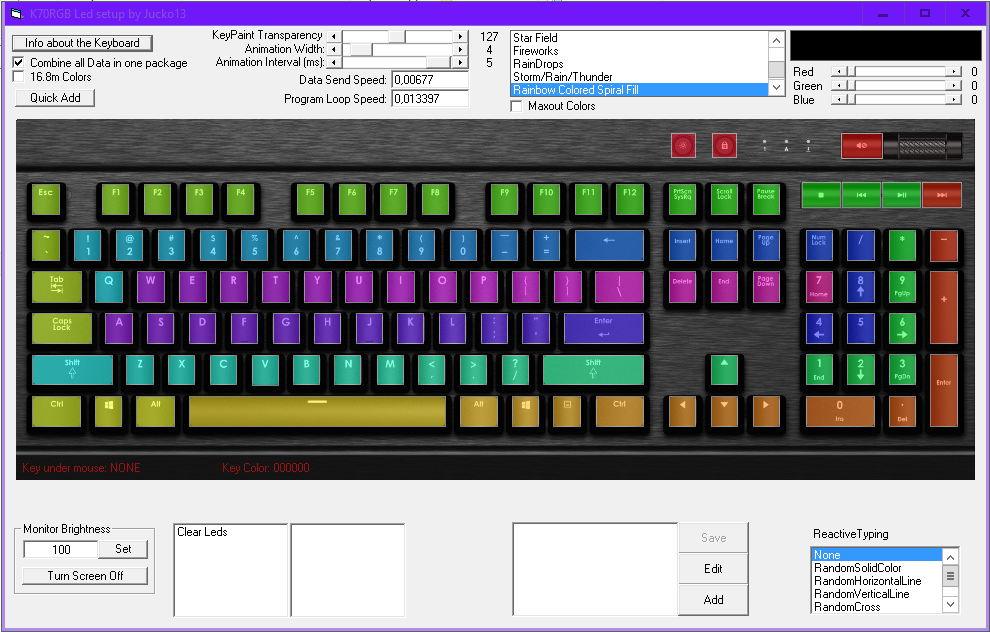 K70RGB Led setup by Jucko13
Info about the Keyboard
Combine all Data in one package
16.8m Colors
Quick Add
KeyPaint Transparency 127
Animation Width: 4
Animation Interval (ms): 5
Data Send Speed: 0,00677
Program Loop Speed: 0,013397
Star Field
Fireworks
RainDrops
Storm/Rain/Thunder
Rainbow Colored Spiral Fill
Maxout Colors
Red 0
Green 0
Blue 0
Esc F1 F2 F3 F4 F5 F6 F7 F8 F9 F10 F11 F12 PrtScn SysRq Scroll Lock Pause Break
~ ` ! 1 @ 2 # 3 $ 4 % 5 ^ 6 & 7 * 8 ( 9 ) 0 — – + = ← Insert Home Page Up Num Lock / * –
Tab Q W E R T Y U I O P { [ } ] | \ Delete End Page Down 7 Home 8 ↑ 9 PgUp +
Caps Lock A S D F G H J K L : ; " ' Enter 4 ← 5 6 →
Shift Z X C V B N M < , > . ? / Shift 1 End 2 ↓ 3 PgDn Enter
Ctrl Alt Alt Ctrl 0 Ins . Del
Key under mouse: NONE Key Color: 000000
Monitor Brightness
100 Set
Turn Screen Off
Clear Leds
Save
Edit
Add
ReactiveTyping
None
RandomSolidColor
RandomHorizontalLine
RandomVerticalLine
RandomCross